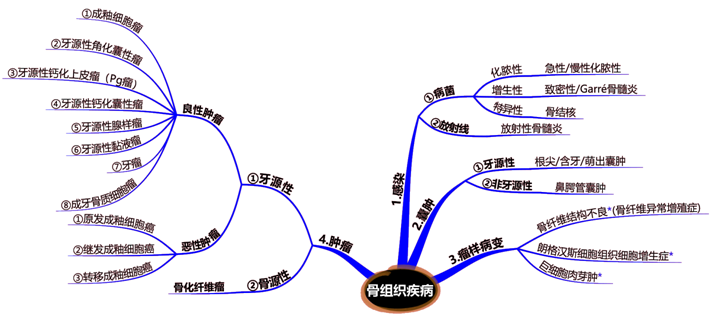 骨组织疾病
1.感染
①病菌
化脓性
急性/慢性化脓性
增生性
致密性/Garré骨髓炎
特异性
骨结核
②放射线
放射性骨髓炎
2.囊肿
①牙源性
根尖/含牙/萌出囊肿
②非牙源性
鼻腭管囊肿
3.瘤样病变
骨纤维结构不良*(骨纤维异常增殖症)
朗格汉斯细胞组织细胞增生症*
巨细胞肉芽肿*
4.肿瘤
①牙源性
良性肿瘤
①成釉细胞瘤
②牙源性角化囊性瘤
③牙源性钙化上皮瘤（Pg瘤）
④牙源性钙化囊性瘤
⑤牙源性腺样瘤
⑥牙源性黏液瘤
⑦牙瘤
⑧成牙骨质细胞瘤
恶性肿瘤
①原发成釉细胞癌
②继发成釉细胞癌
③转移成釉细胞癌
②骨源性
骨化纤维瘤